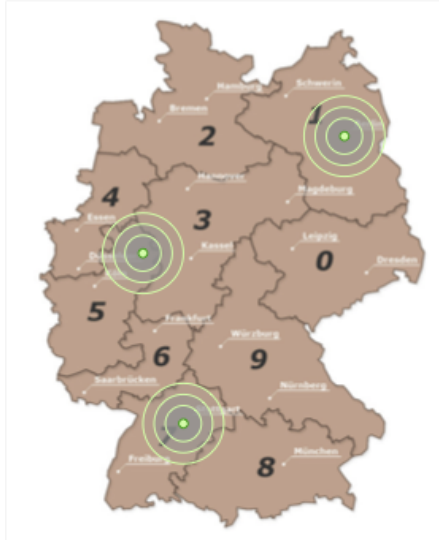 Schwerin
Hamburg
1
Bremen
2
Hannover
4
Magdeburg
Essen
3
Leipzig
Kassel
0
Dresden
5
Frankfurt
Würzburg
6
9
Saarbrücken
Nürnberg
München
Freiburg
8